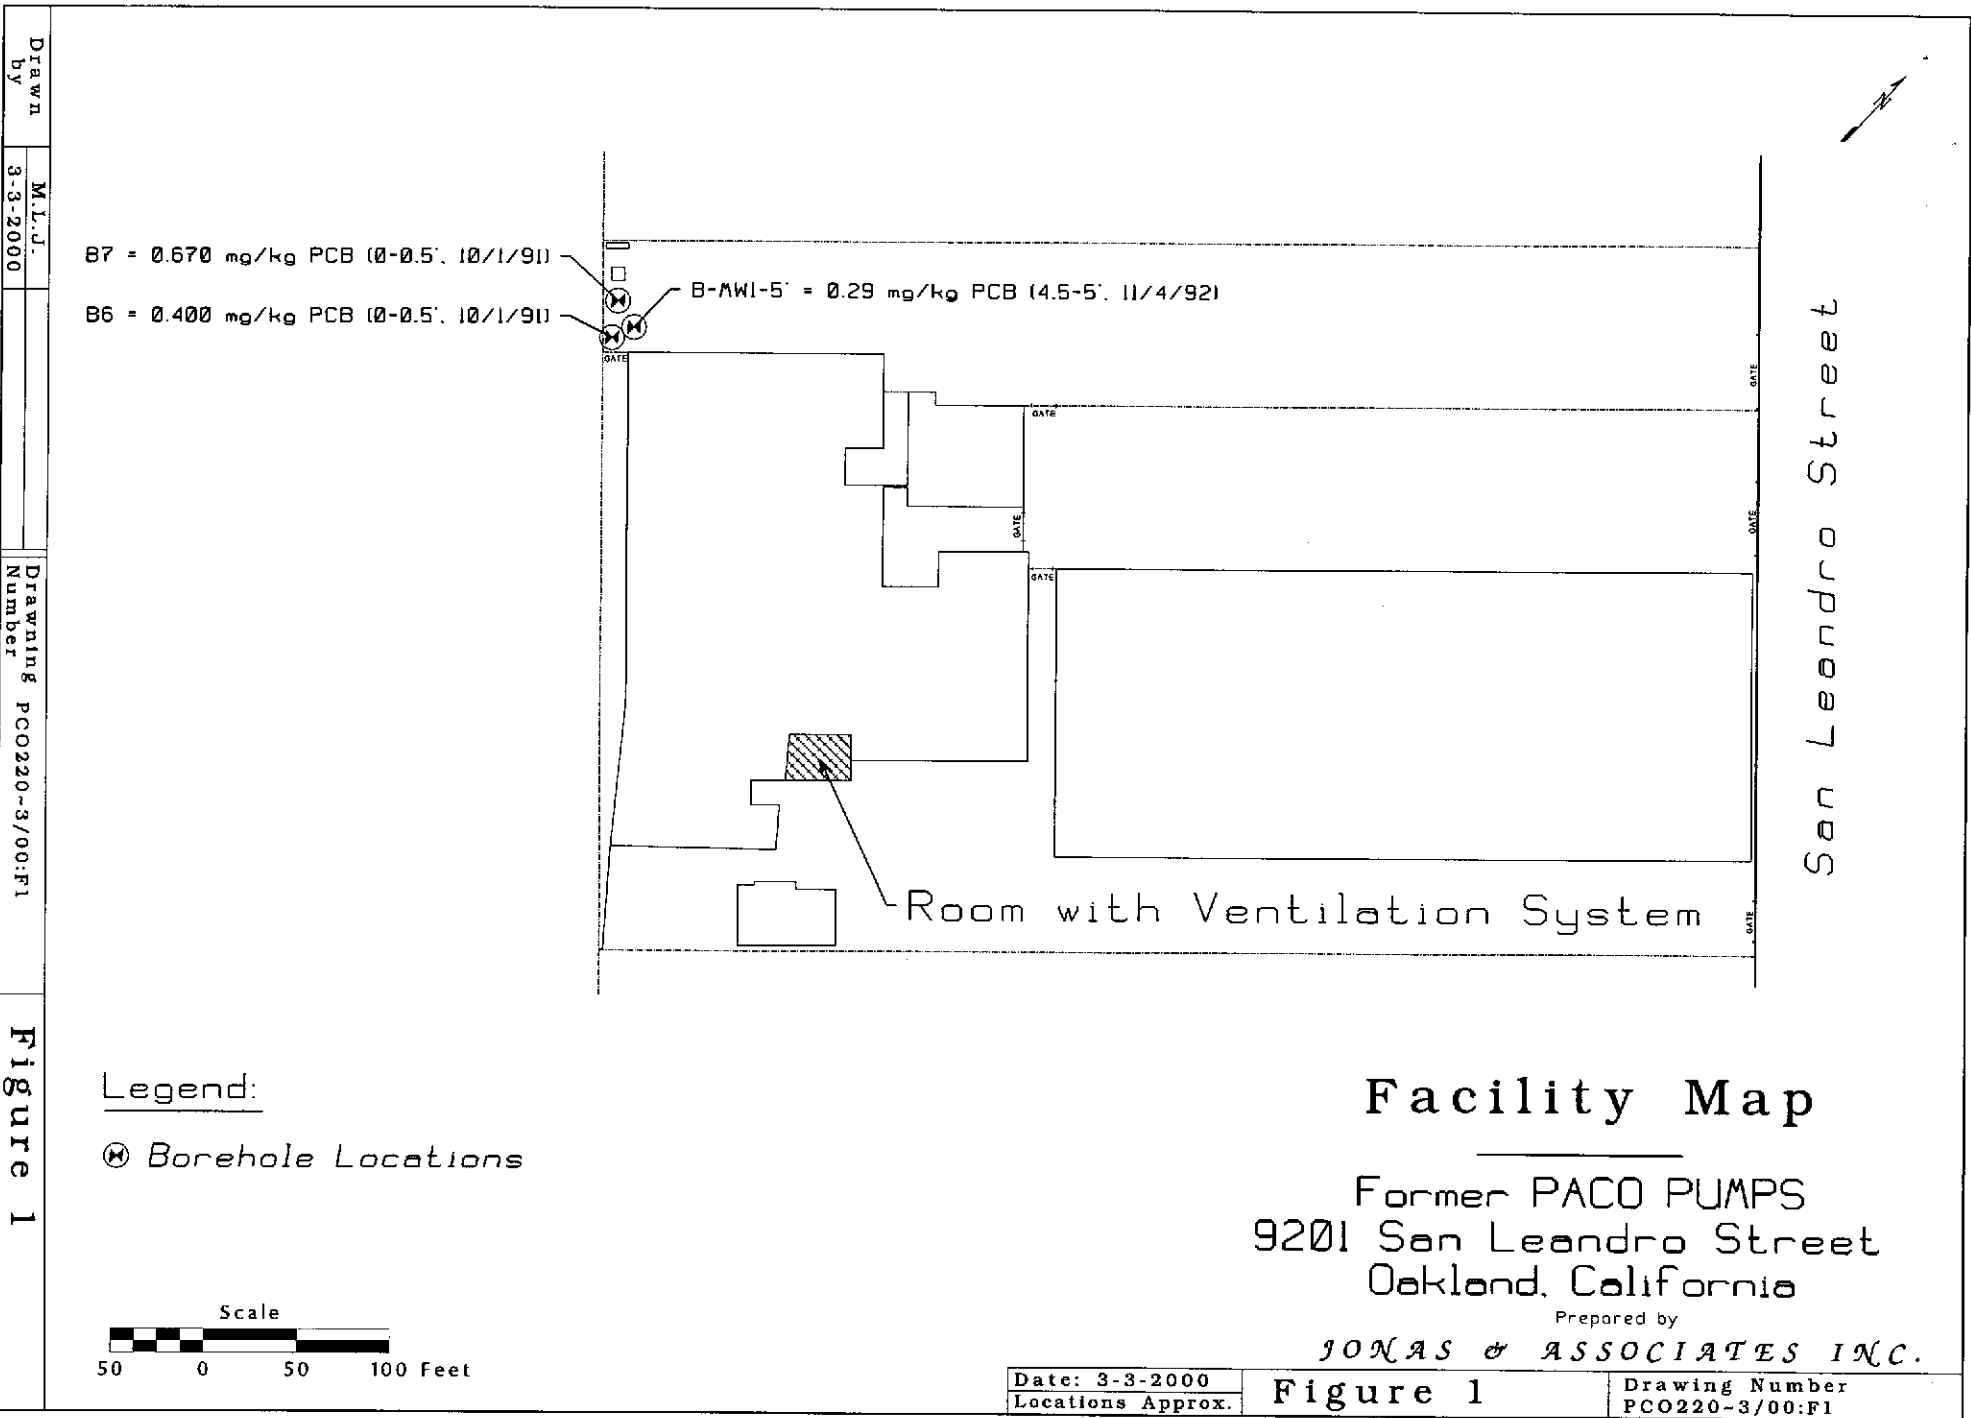 Drawn
by
M.L.J.
3-3-2000
Drawning
Number
PCO220-3/00:F1
Figure 1
N
B7 = 0.670 mg/kg PCB (0-0.5', 10/1/91)
B-MW1-5' = 0.29 mg/kg PCB (4.5-5', 11/4/92)
B6 = 0.400 mg/kg PCB (0-0.5', 10/1/91)
GATE
GATE
GATE
GATE
GATE
GATE
GATE
San Leandro Street
Room with Ventilation System
Legend:
Borehole Locations
Facility Map
Former PACO PUMPS
9201 San Leandro Street
Oakland, California
Prepared by
JONAS & ASSOCIATES INC.
Scale
50 0 50 100 Feet
Date: 3-3-2000
Locations Approx.
Figure 1
Drawing Number
PCO220-3/00:F1